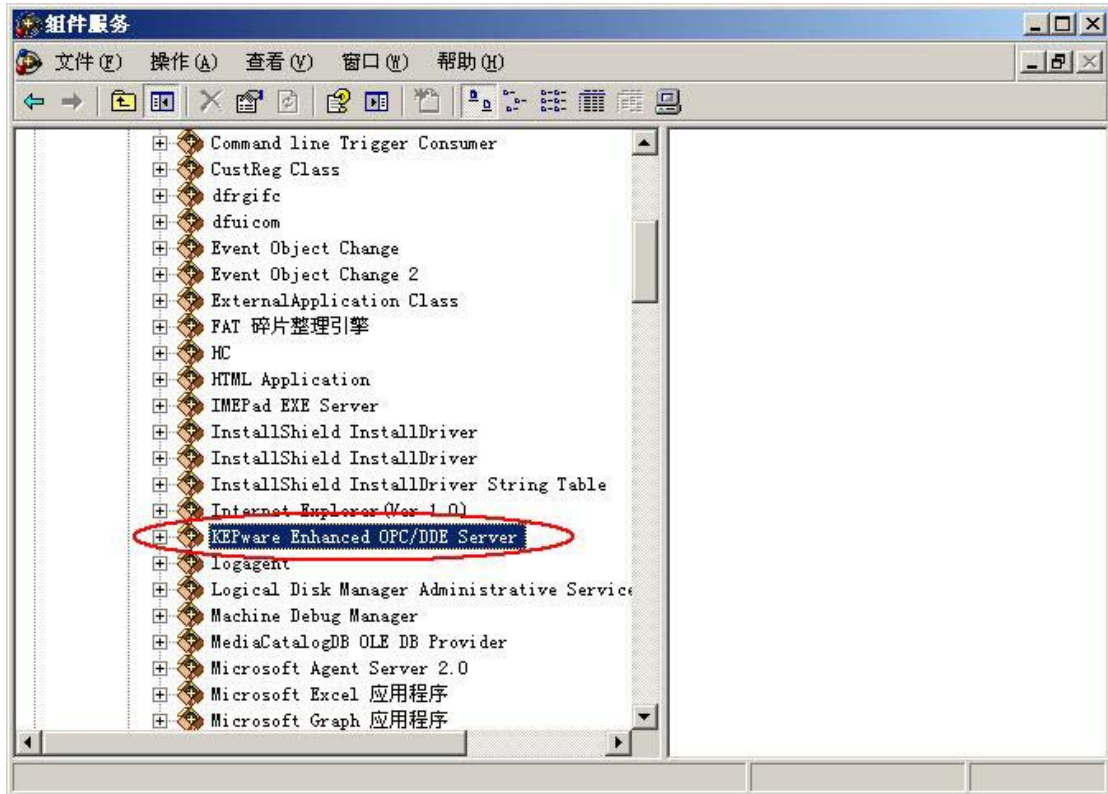 组件服务
文件(F) 操作(A) 查看(V) 窗口(W) 帮助(H)
Command line Trigger Consumer
CustReg Class
dfrgifc
dfuicom
Event Object Change
Event Object Change 2
ExternalApplication Class
FAT 碎片整理引擎
HC
HTML Application
IMEPad EXE Server
InstallShield InstallDriver
InstallShield InstallDriver
InstallShield InstallDriver String Table
Internet Explorer(Ver 1.0)
KEPware Enhanced OPC/DDE Server
logagent
Logical Disk Manager Administrative Service
Machine Debug Manager
MediaCatalogDB OLE DB Provider
Microsoft Agent Server 2.0
Microsoft Excel 应用程序
Microsoft Graph 应用程序